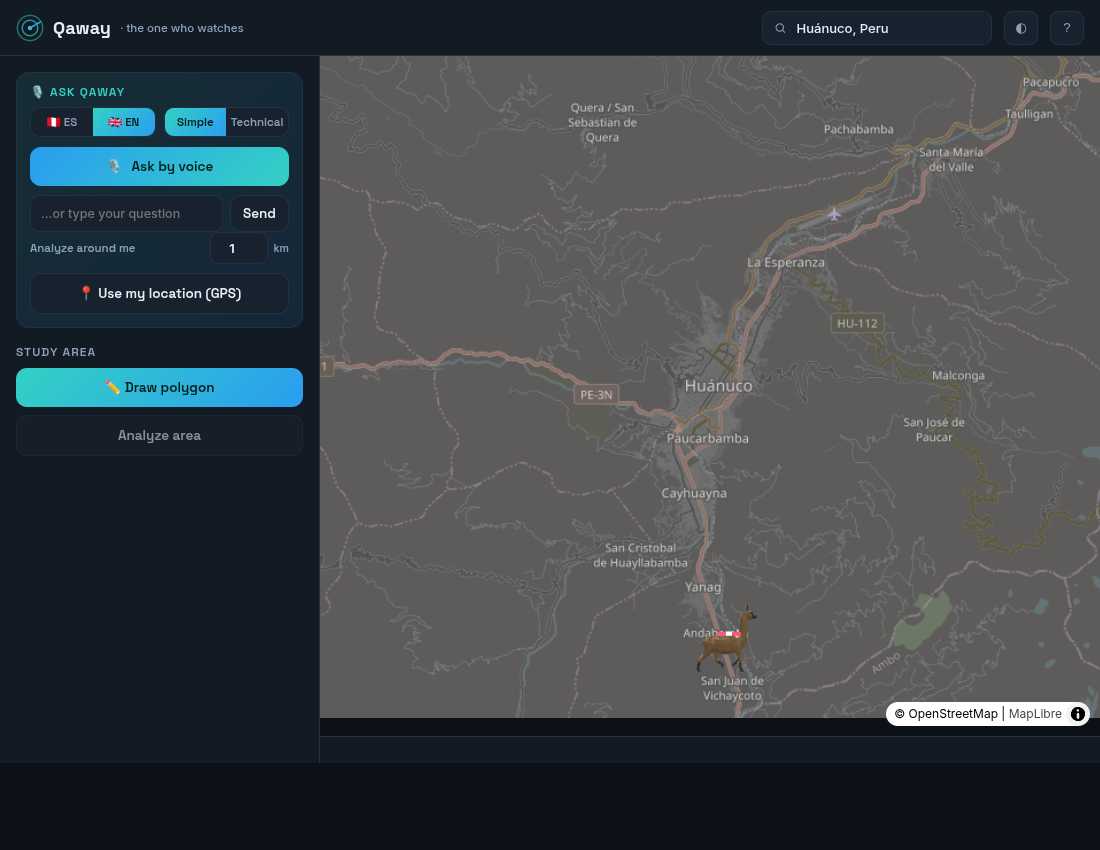 Qaway · the one who watches
Huánuco, Peru
?
ASK QAWAY
ES
EN
Simple
Technical
Ask by voice
...or type your question
Send
Analyze around me
1
km
Use my location (GPS)
STUDY AREA
Draw polygon
Analyze area
Pacapucro
Quera / San
Sebastian de
Quera
Taulligan
Pachabamba
Santa María
del Valle
La Esperanza
HU-112
1
Malconga
Huánuco
PE-3N
San José de
Paucar
Paucarbamba
Cayhuayna
San Cristobal
de Huayllabamba
Yanag
Ambo
San Juan de
Vichaycoto
© OpenStreetMap | MapLibre